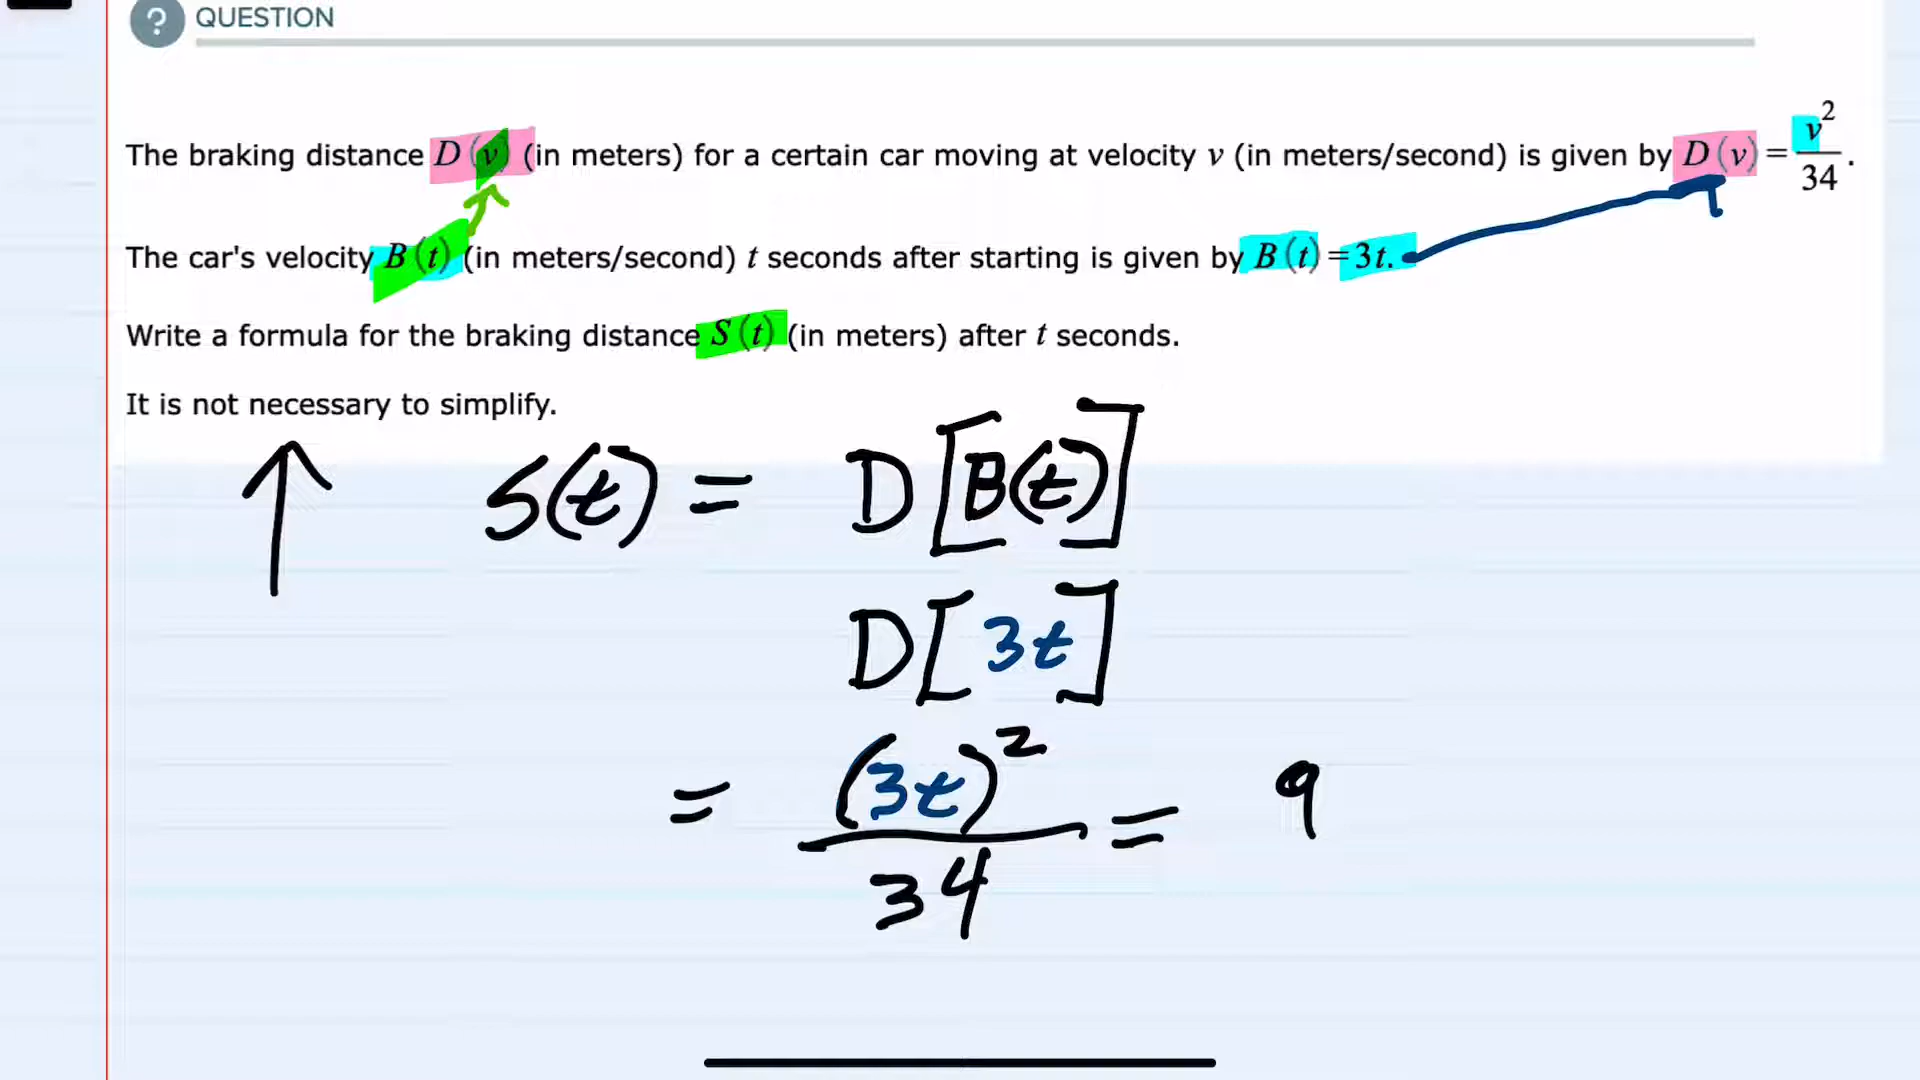 ? QUESTION
The braking distance D(v) (in meters) for a certain car moving at velocity v (in meters/second) is given by D(v) = v²/34.
The car's velocity B(t) (in meters/second) t seconds after starting is given by B(t) = 3t.
Write a formula for the braking distance S(t) (in meters) after t seconds.
It is not necessary to simplify.
S(t) = D[B(t)]
D[3t]
= (3t)²/34 = 9